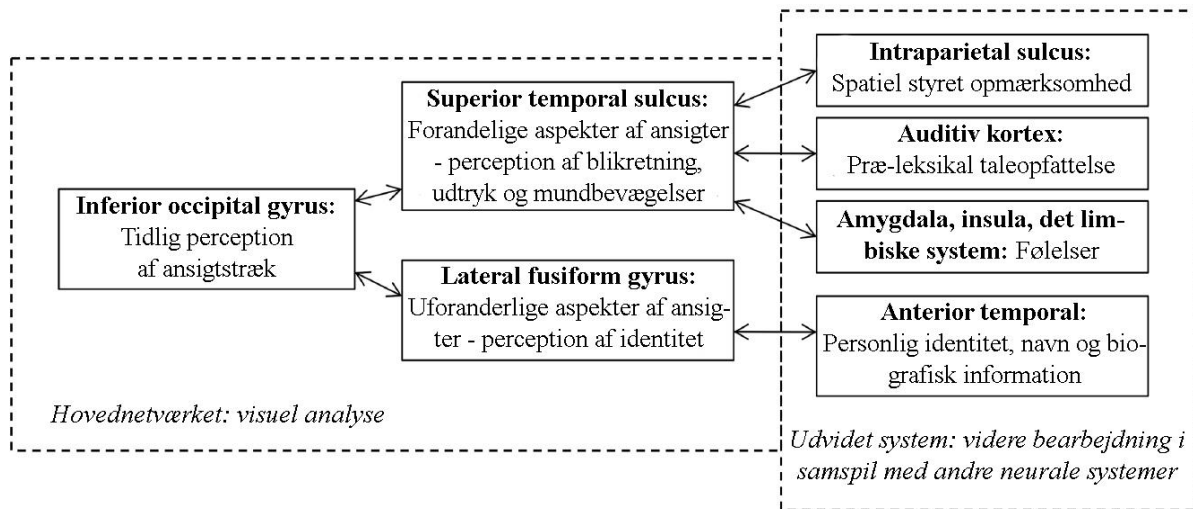 Inferior occipital gyrus:
Tidlig perception
af ansigtstræk
Superior temporal sulcus:
Forandelige aspekter af ansigter
- perception af blikretning,
udtryk og mundbevægelser
Lateral fusiform gyrus:
Uforanderlige aspekter af ansig-
ter - perception af identitet
Hovednetværket: visuel analyse
Intraparietal sulcus:
Spatiel styret opmærksomhed
Auditiv kortex:
Præ-leksikal taleopfattelse
Amygdala, insula, det lim-
biske system: Følelser
Anterior temporal:
Personlig identitet, navn og bio-
grafisk information
Udvidet system: videre bearbejdning i
samspil med andre neurale systemer